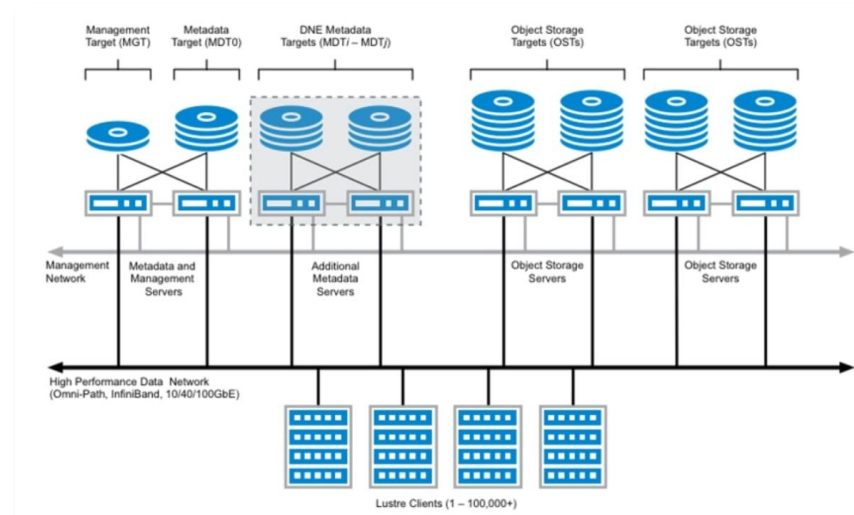 Management
Target (MGT)
Metadata
Target (MDT0)
DNE Metadata
Targets (MDTi – MDTj)
Object Storage
Targets (OSTs)
Object Storage
Targets (OSTs)
Management
Network
Metadata and
Management
Servers
Additional
Metadata
Servers
Object Storage
Servers
Object Storage
Servers
High Performance Data Network
(Omni-Path, InfiniBand, 10/40/100GbE)
Lustre Clients (1 – 100,000+)